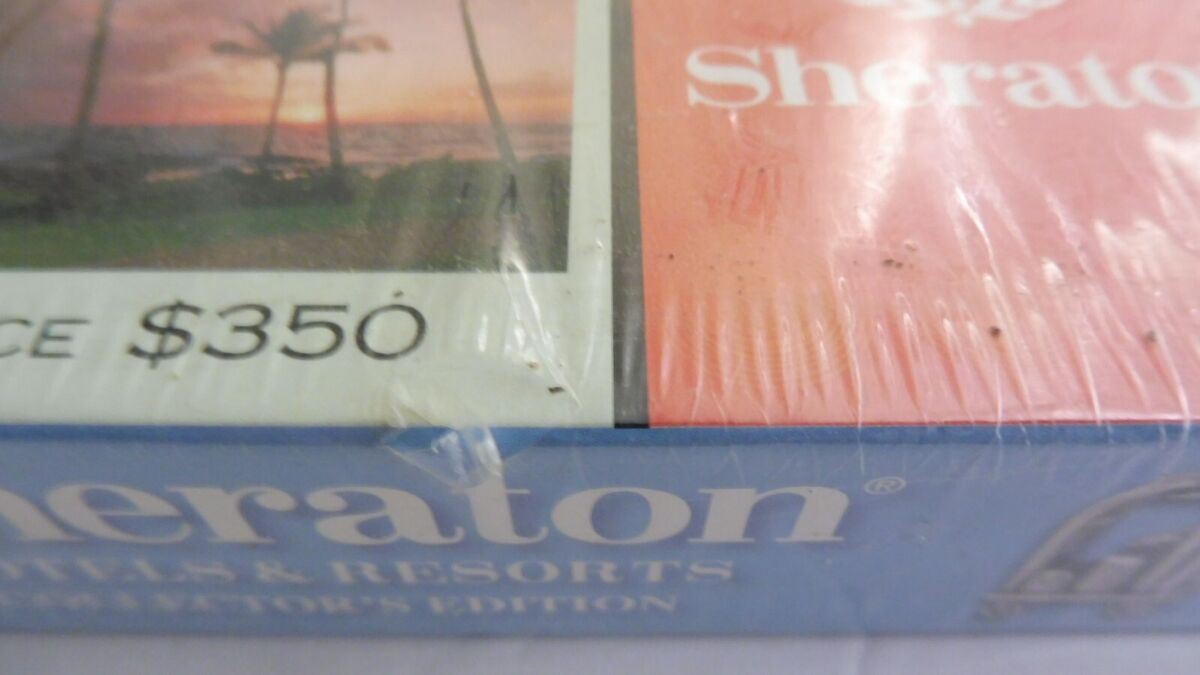 Sherato
CE $350
heraton®
OTELS & RESORTS
COLLECTOR'S EDITION